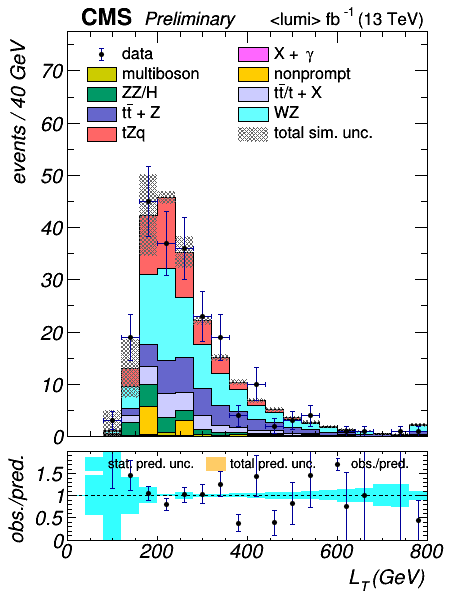 CMS Preliminary <lumi> fb⁻¹ (13 TeV)
events / 40 GeV
70
60
50
40
30
20
10
0
data
multiboson
ZZ/H
tt̄ + Z
tZq
X + γ
nonprompt
tt̄/t + X
WZ
total sim. unc.
obs./pred.
2
1.5
1
0.5
0
stat. pred. unc. total pred. unc. obs./pred.
0 200 400 600 800
L_T(GeV)